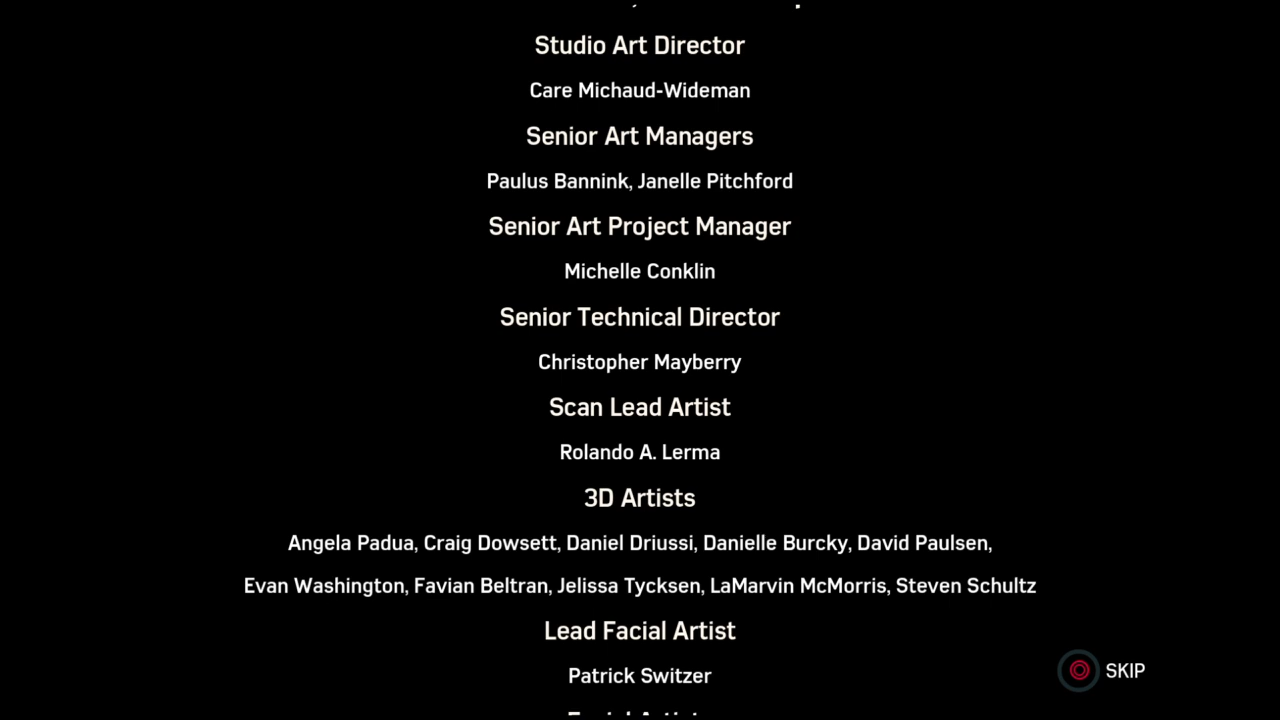 Studio Art Director
Care Michaud-Wideman
Senior Art Managers
Paulus Bannink, Janelle Pitchford
Senior Art Project Manager
Michelle Conklin
Senior Technical Director
Christopher Mayberry
Scan Lead Artist
Rolando A. Lerma
3D Artists
Angela Padua, Craig Dowsett, Daniel Driussi, Danielle Burcky, David Paulsen,
Evan Washington, Favian Beltran, Jelissa Tycksen, LaMarvin McMorris, Steven Schultz
Lead Facial Artist
Patrick Switzer
SKIP